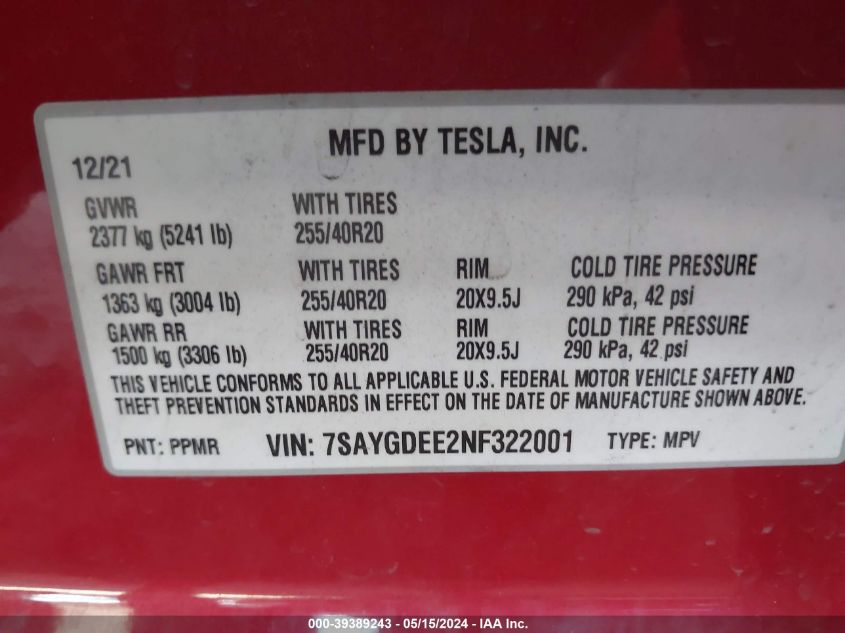 MFD BY TESLA, INC.
12/21
GVWR WITH TIRES
2377 kg (5241 lb) 255/40R20
GAWR FRT WITH TIRES RIM COLD TIRE PRESSURE
1363 kg (3004 lb) 255/40R20 20X9.5J 290 kPa, 42 psi
GAWR RR WITH TIRES RIM COLD TIRE PRESSURE
1500 kg (3306 lb) 255/40R20 20X9.5J 290 kPa, 42 psi
THIS VEHICLE CONFORMS TO ALL APPLICABLE U.S. FEDERAL MOTOR VEHICLE SAFETY AND
THEFT PREVENTION STANDARDS IN EFFECT ON THE DATE OF MANUFACTURE SHOWN ABOVE.
PNT: PPMR VIN: 7SAYGDEE2NF322001 TYPE: MPV
000-39389243 - 05/15/2024 - IAA Inc.